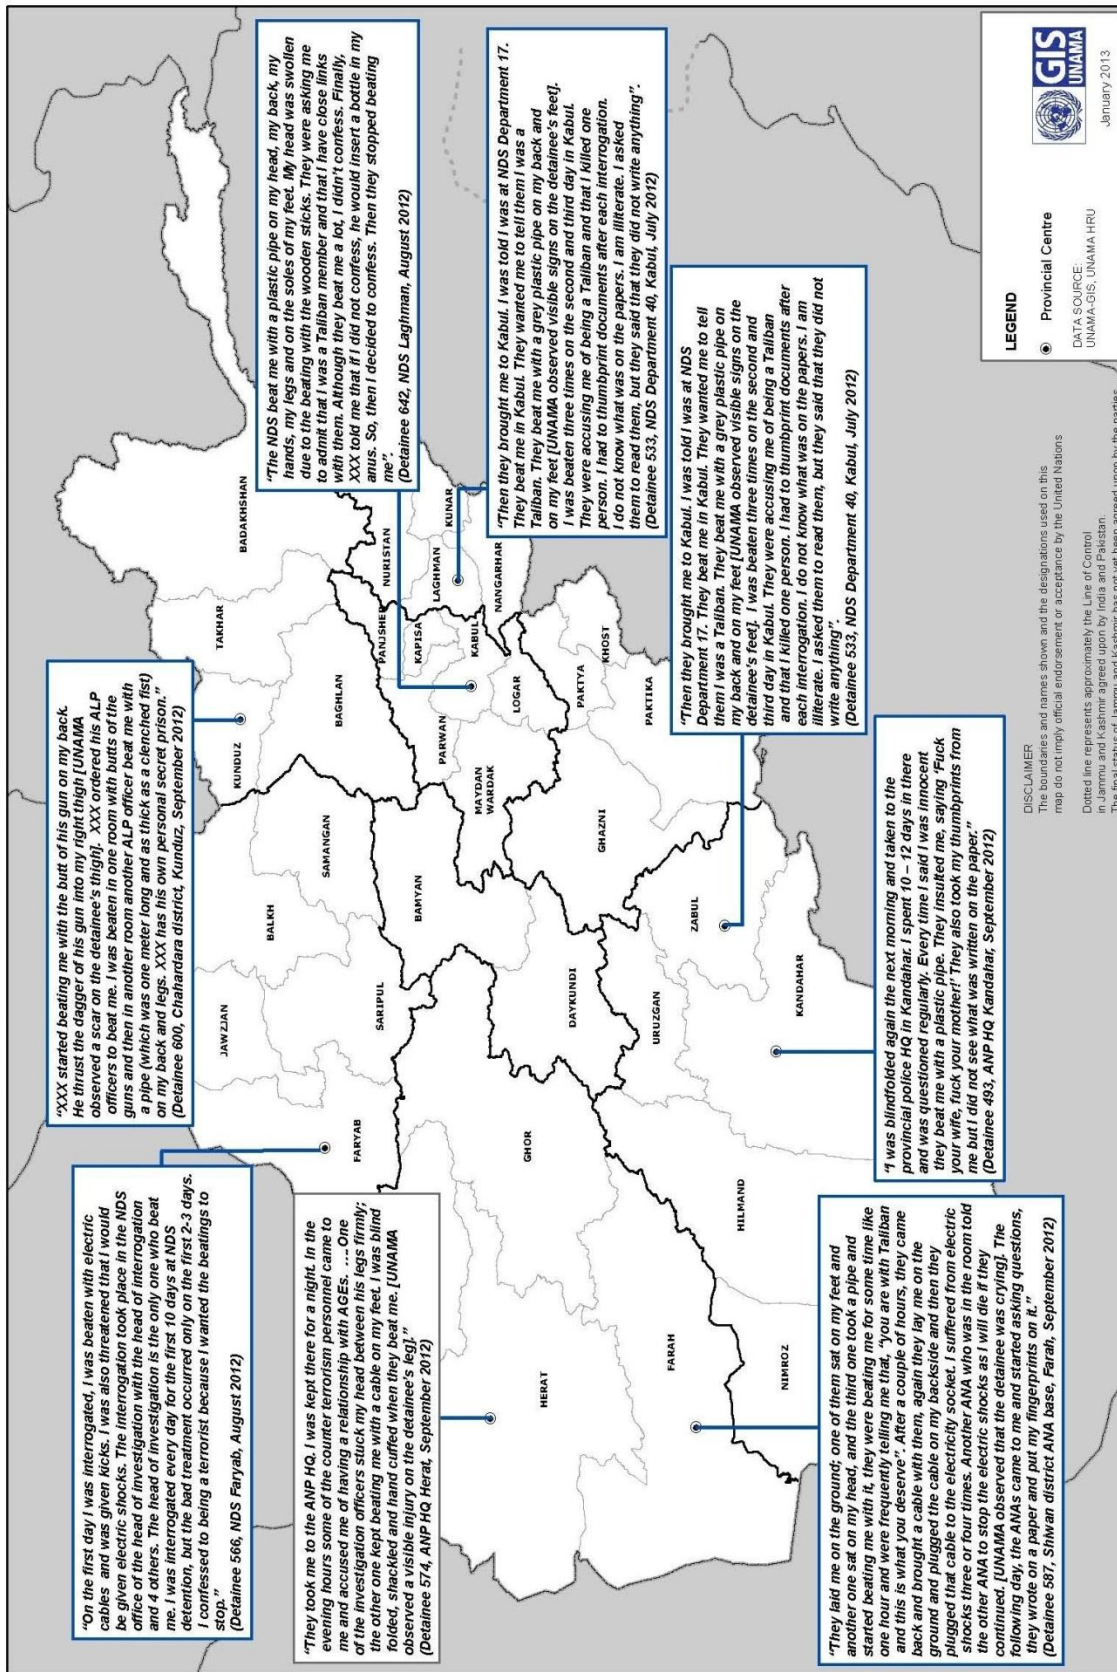 "On the first day I was interrogated, I was beaten with electric
cables and was given kicks. I was also threatened that I would
be given electric shocks. The interrogation took place in the NDS
office of the head of investigation with the head of interrogation
and 4 others. The head of investigation is the only one who beat
me. I was interrogated every day for the first 10 days at NDS
detention, but the bad treatment occurred only on the first 2-3 days.
I confessed to being a terrorist because I wanted the beatings to
stop."
(Detainee 566, NDS Faryab, August 2012)
"XXX started beating me with the butt of his gun on my back.
He thrust the dagger of his gun into my right thigh [UNAMA
observed a scar on the detainee's thigh]. XXX ordered his ALP
officers to beat me. I was beaten in one room with butts of the
guns and then in another room another ALP officer beat me with
a pipe (which was one meter long and as thick as a clenched fist)
on my back and legs. XXX has his own personal secret prison."
(Detainee 600, Chahardara district, Kunduz, September 2012)
"The NDS beat me with a plastic pipe on my head, my back, my
hands, my legs and on the soles of my feet. My head was swollen
due to the beating with the wooden sticks. They were asking me
to admit that I was a Taliban member and that I have close links
with them. Although they beat me a lot, I didn't confess. Finally,
XXX told me that if I did not confess, he would insert a bottle in my
anus. So, then I decided to confess. Then they stopped beating
me".
(Detainee 642, NDS Laghman, August 2012)
"They took me to the ANP HQ. I was kept there for a night. In the
evening hours some of the counter terrorism personnel came to
me and accused me of having a relationship with AGEs. ….One
of the investigation officers stuck my head between his legs firmly;
the other one kept beating me with a cable on my feet. I was blind
folded, shackled and hand cuffed when they beat me. [UNAMA
observed a visible injury on the detainee's leg]."
(Detainee 574, ANP HQ Herat, September 2012)
"Then they brought me to Kabul. I was told I was at NDS Department 17.
They beat me in Kabul. They wanted me to tell them I was a
Taliban. They beat me with a grey plastic pipe on my back and
on my feet [UNAMA observed visible signs on the detainee's feet].
I was beaten three times on the second and third day in Kabul.
They were accusing me of being a Taliban and that I killed one
person. I had to thumbprint documents after each interrogation.
I do not know what was on the papers. I am illiterate. I asked
them to read them, but they said that they did not write anything".
(Detainee 533, NDS Department 40, Kabul, July 2012)
"They laid me on the ground; one of them sat on my feet and
another one sat on my head, and the third one took a pipe and
started beating me with it, they were beating me for some time like
one hour and were frequently telling me that, "you are with Taliban
and this is what you deserve". After a couple of hours, they came
back and brought a cable with them, again they lay me on the
ground and plugged the cable on my backside and then they
plugged that cable to the electricity socket. I suffered from electric
shocks three or four times. Another ANA who was in the room told
the other ANA to stop the electric shocks as I will die if they
continued. [UNAMA observed that the detainee was crying]. The
following day, the ANAs came to me and started asking questions,
they wrote on a paper and put my fingerprints on it."
(Detainee 587, Shiwan district ANA base, Farah, September 2012)
"I was blindfolded again the next morning and taken to the
provincial police HQ in Kandahar. I spent 10 – 12 days in there
and was questioned regularly. Every time I said I was innocent
they beat me with a plastic pipe. They insulted me, saying 'Fuck
your wife, fuck your mother!' They also took my thumbprints from
me but I did not see what was written on the paper."
(Detainee 493, ANP HQ Kandahar, September 2012)
"Then they brought me to Kabul. I was told I was at NDS
Department 17. They beat me in Kabul. They wanted me to tell
them I was a Taliban. They beat me with a grey plastic pipe on
my back and on my feet [UNAMA observed visible signs on the
detainee's feet]. I was beaten three times on the second and
third day in Kabul. They were accusing me of being a Taliban
and that I killed one person. I had to thumbprint documents after
each interrogation. I do not know what was on the papers. I am
illiterate. I asked them to read them, but they said that they did not
write anything".
(Detainee 533, NDS Department 40, Kabul, July 2012)
BADAKHSHAN
TAKHAR
KUNDUZ
BAGHLAN
BALKH
JAWZJAN
SAMANGAN
SARIPUL
FARYAB
NURISTAN
PANJSHER
KAPISA
LAGHMAN
KUNAR
NANGARHAR
KABUL
PARWAN
LOGAR
MAYDAN
WARDAK
BAMYAN
PAKTYA
KHOST
PAKTIKA
GHAZNI
GHOR
HERAT
DAYKUNDI
URUZGAN
ZABUL
KANDAHAR
HILMAND
FARAH
NIMROZ
DISCLAIMER
The boundaries and names shown and the designations used on this
map do not imply official endorsement or acceptance by the United Nations
Dotted line represents approximately the Line of Control
in Jammu and Kashmir agreed upon by India and Pakistan.
The final status of Jammu and Kashmir has not yet been agreed upon by the parties
LEGEND
Provincial Centre
DATA SOURCE:
UNAMA-GIS, UNAMA HRU
GIS
UNAMA
January 2013